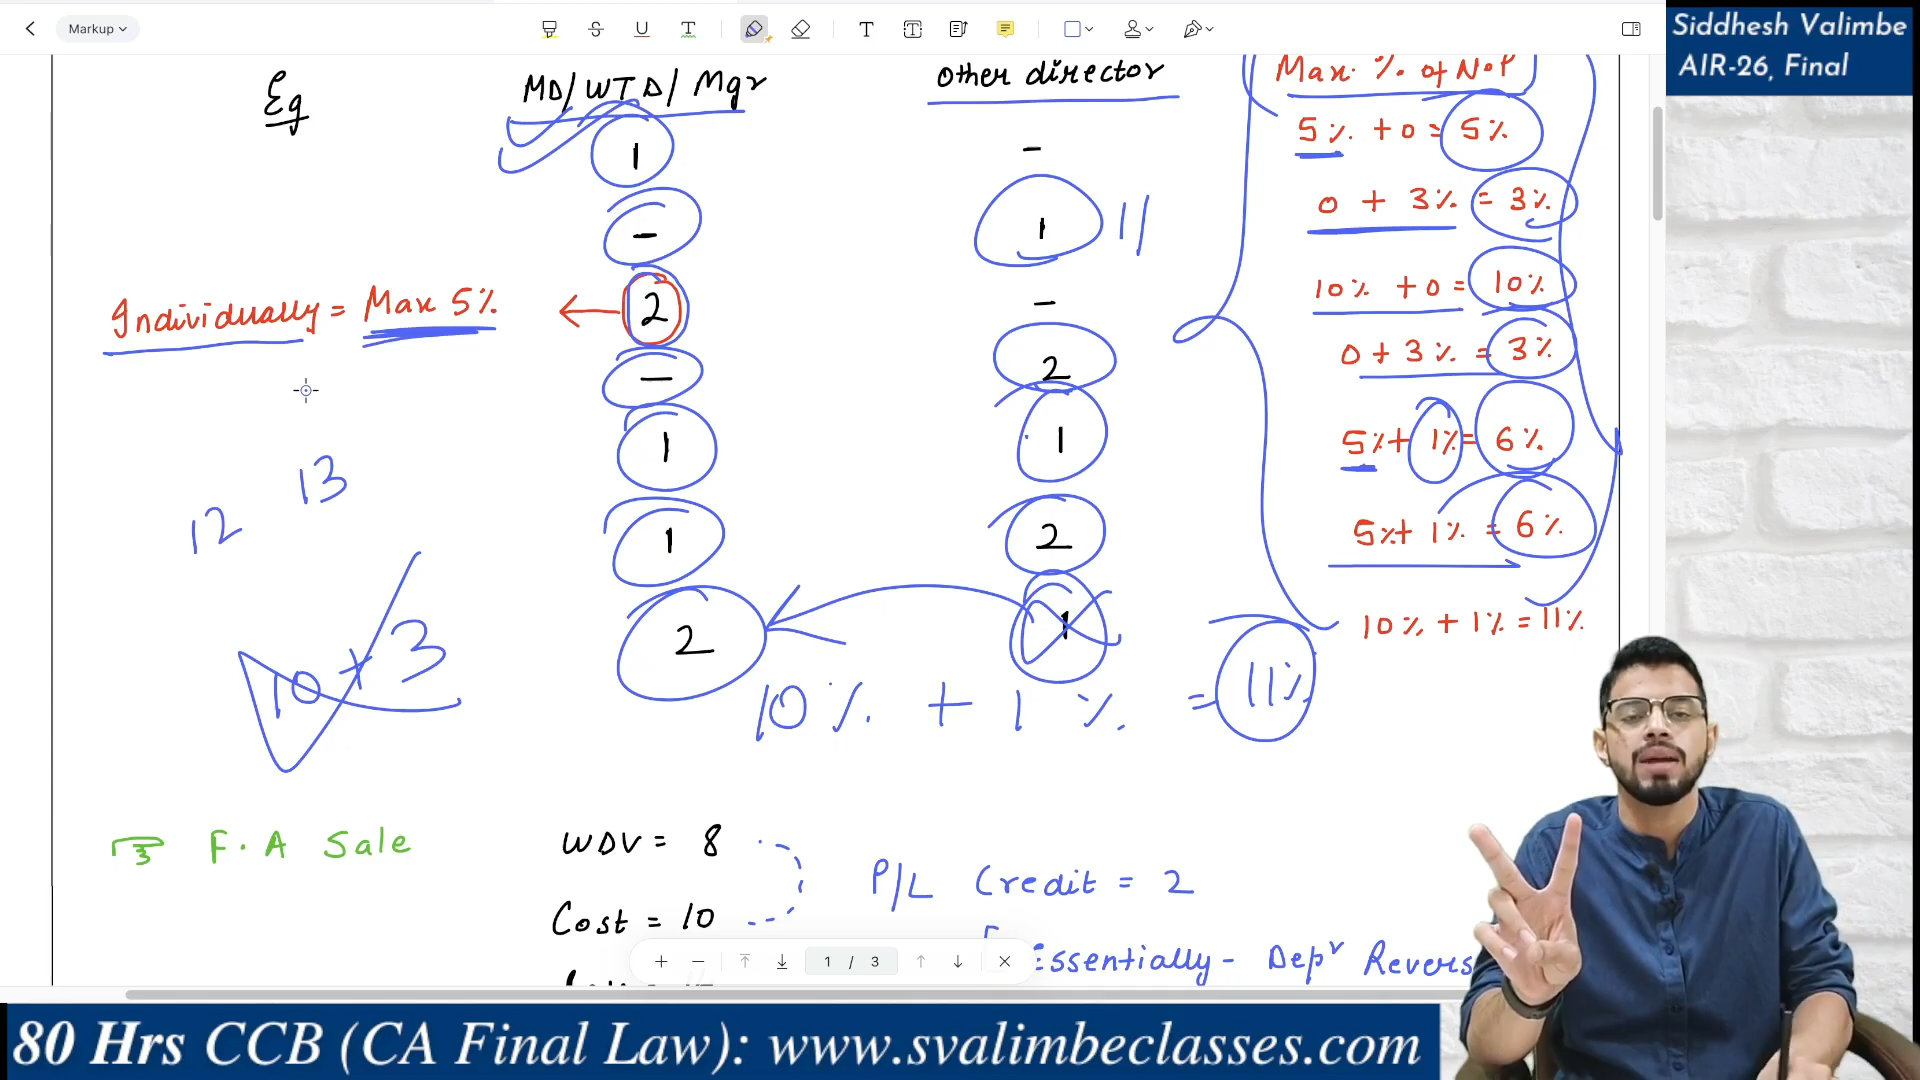 Markup
Siddhesh Valimbe
AIR-26, Final
Eg
MD/ WTD/ Mgr
Other director
Max. % of N.P
1
-
5% + 0 = 5%
-
1
11
0 + 3% = 3%
Individually = Max 5%
2
-
10% + 0 = 10%
-
2
0 + 3% = 3%
1
1
5% + 1% = 6%
13
12
1
2
5% + 1% = 6%
2
1
10% + 1% = 11%
10 + 3
10% + 1% = 11%
F.A Sale
WDV = 8
P/L Credit = 2
Cost = 10
1 / 3
Essentially - Depr Revers
80 Hrs CCB (CA Final Law): www.svalimbeclasses.com